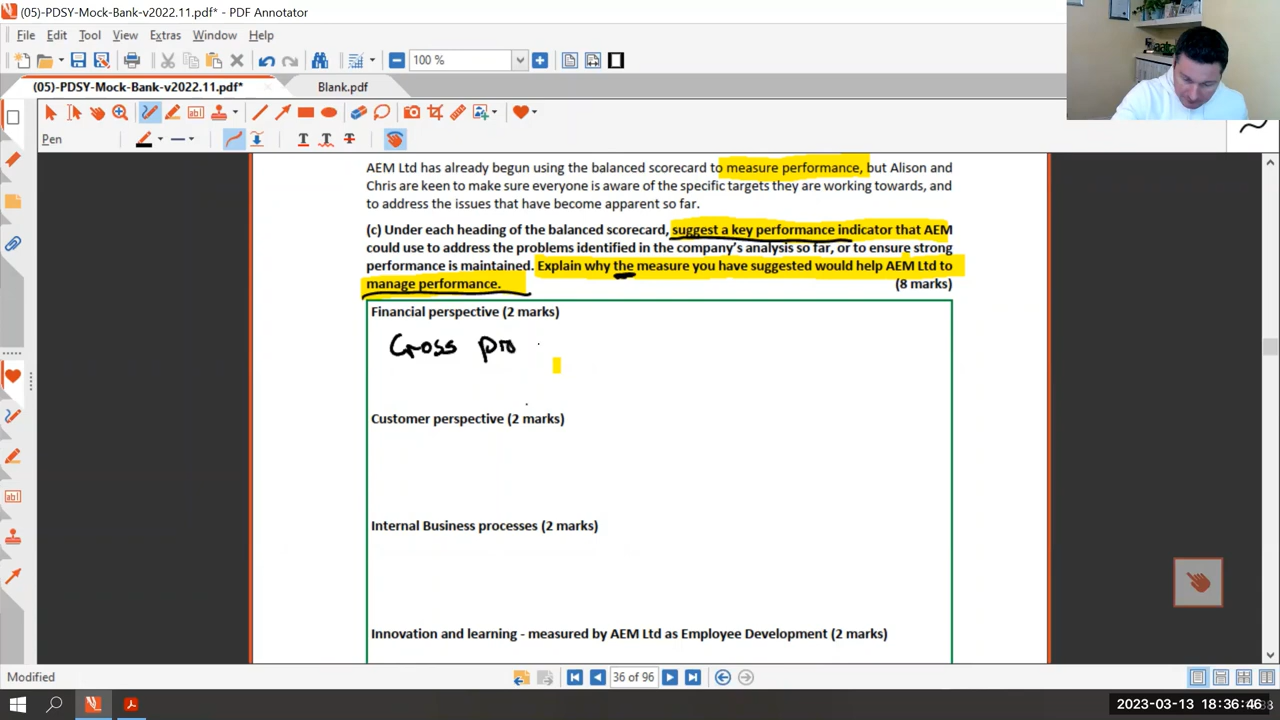 (05)-PDSY-Mock-Bank-v2022.11.pdf* - PDF Annotator
File Edit Tool View Extras Window Help
100 %
(05)-PDSY-Mock-Bank-v2022.11.pdf* Blank.pdf
Pen
AEM Ltd has already begun using the balanced scorecard to measure performance, but Alison and
Chris are keen to make sure everyone is aware of the specific targets they are working towards, and
to address the issues that have become apparent so far.
(c) Under each heading of the balanced scorecard, suggest a key performance indicator that AEM
could use to address the problems identified in the company's analysis so far, or to ensure strong
performance is maintained. Explain why the measure you have suggested would help AEM Ltd to
manage performance. (8 marks)
Financial perspective (2 marks)
Gross pro
Customer perspective (2 marks)
Internal Business processes (2 marks)
Innovation and learning - measured by AEM Ltd as Employee Development (2 marks)
Modified
36 of 96
2023-03-13 18:36:46